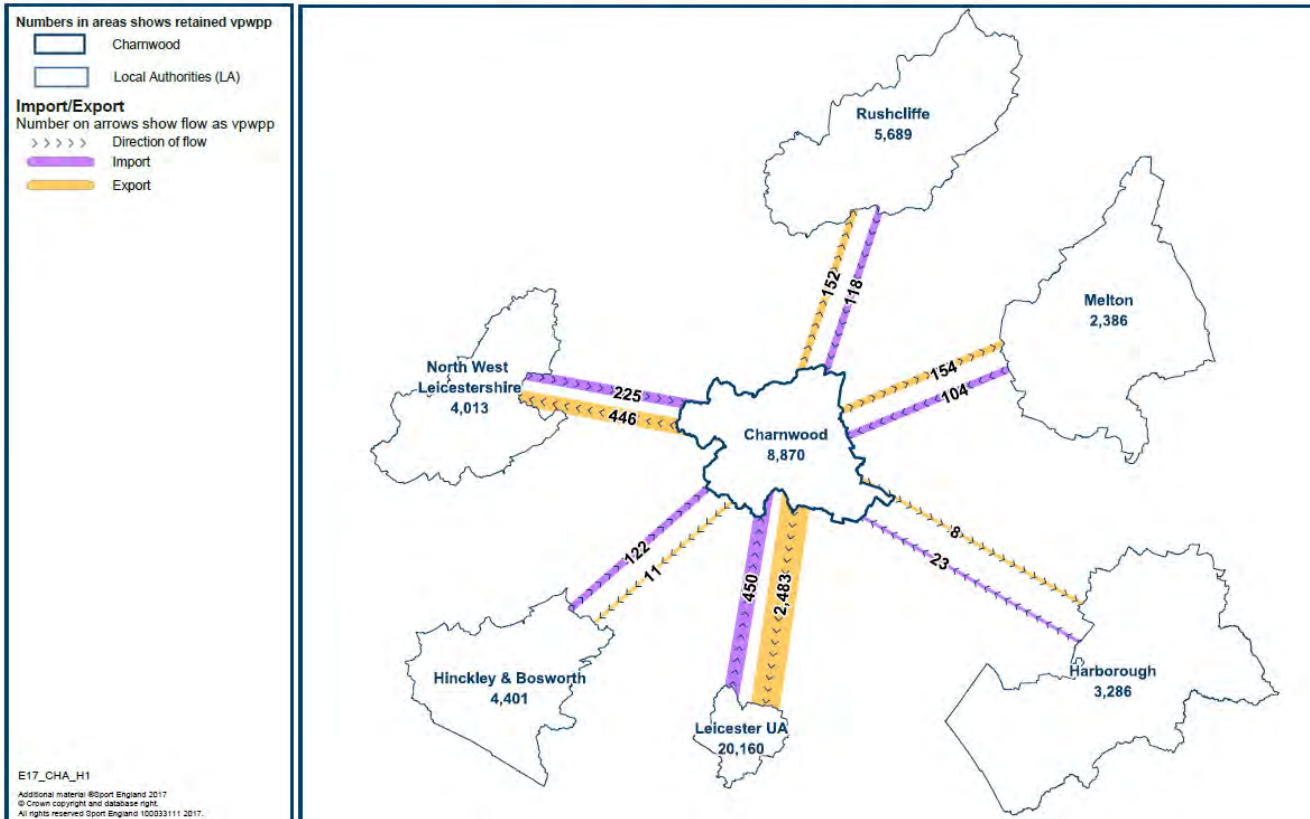 Numbers in areas shows retained vpwpp
Charnwood
Local Authorities (LA)
Import/Export
Number on arrows show flow as vpwpp
Direction of flow
Import
Export
E17_CHA_H1
Additional material ©Sport England 2017
© Crown copyright and database right.
All rights reserved Sport England 100033111 2017.
Rushcliffe
5,689
152
118
Melton
2,386
154
104
North West
Leicestershire
4,013
225
446
Charnwood
8,870
8
23
122
11
450
2,483
Hinckley & Bosworth
4,401
Leicester UA
20,160
Harborough
3,286